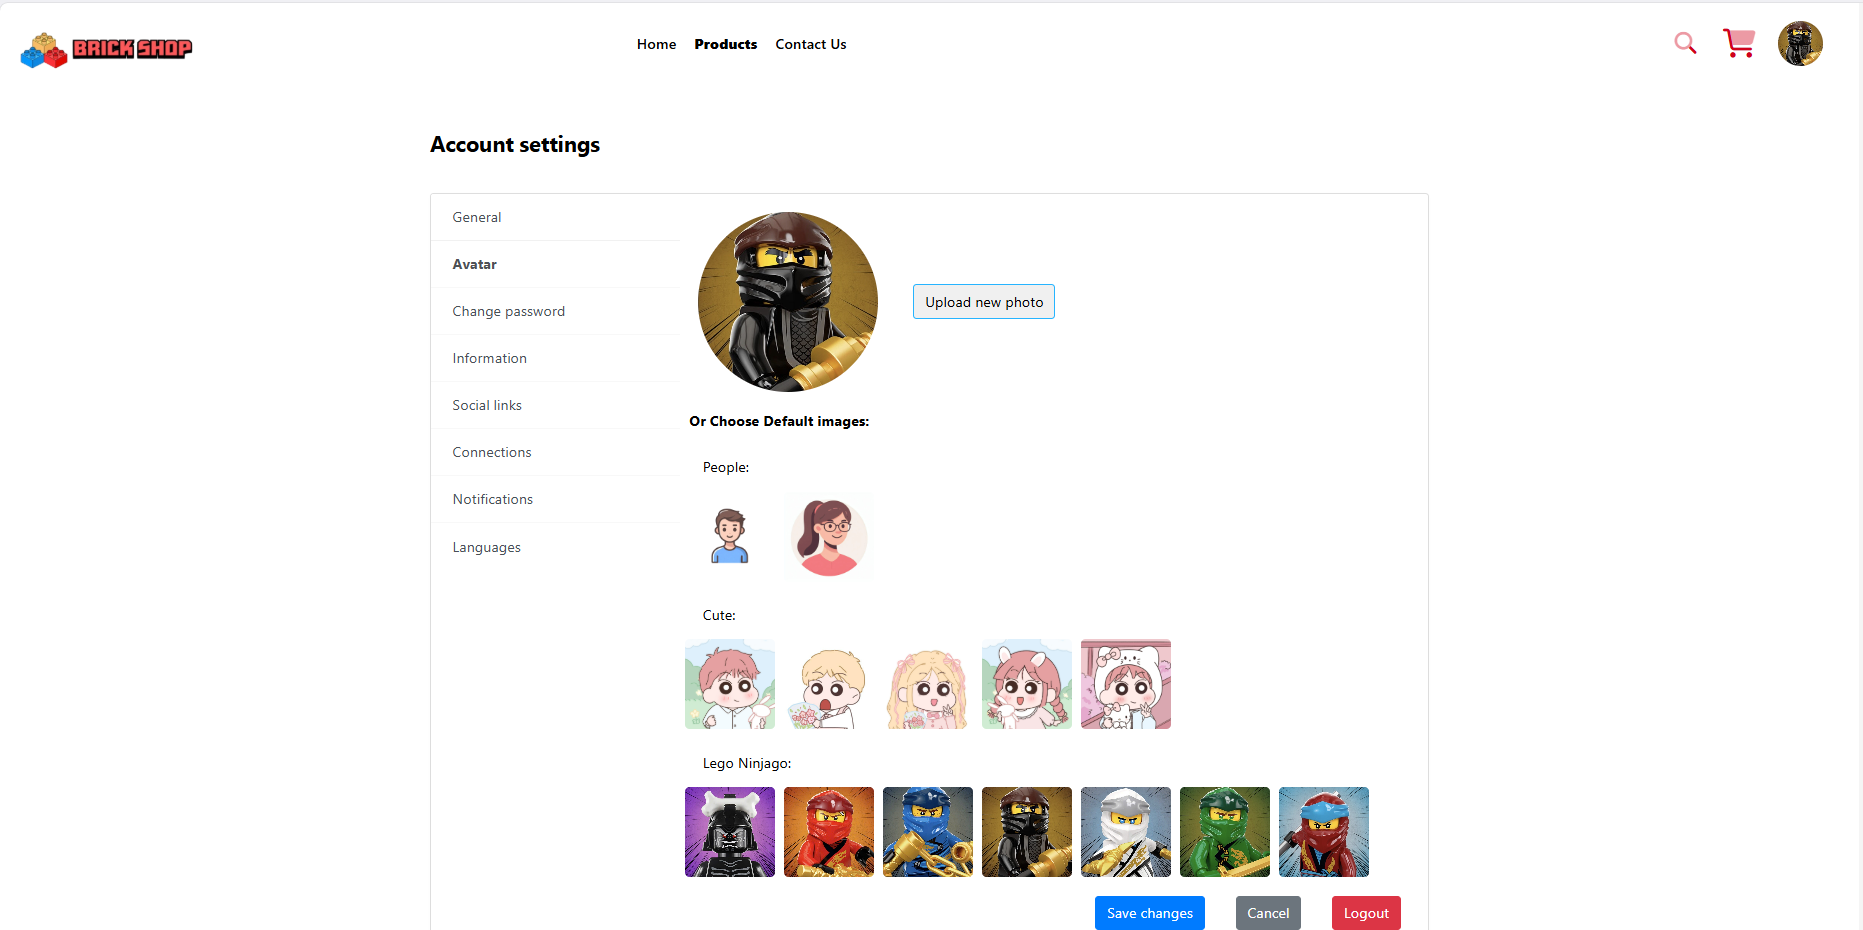 BRICK SHOP
Home Products Contact Us
Account settings
General
Avatar
Change password
Information
Social links
Connections
Notifications
Languages
Upload new photo
Or Choose Default images:
People:
Cute:
Lego Ninjago:
Save changes Cancel Logout